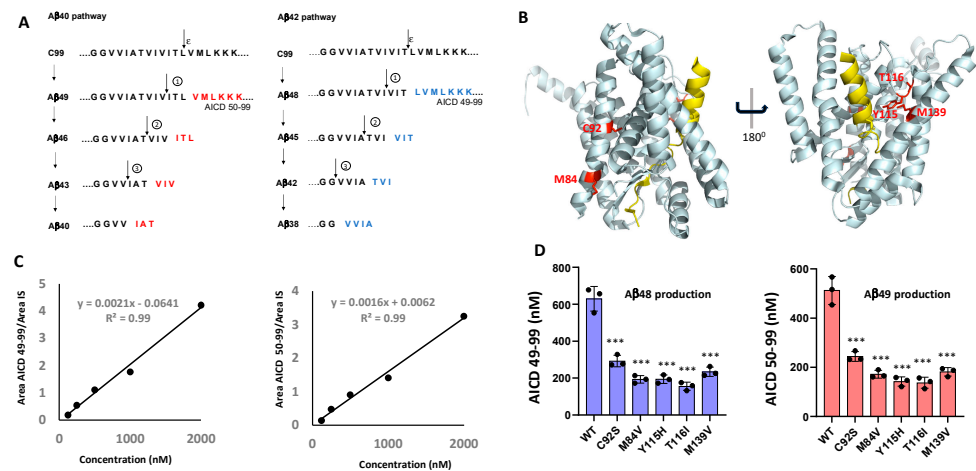 A
Aβ40 pathway
C99 ....GGVVIATVIVITLVMLKKK....
ε
Aβ49 ....GGVVIATVIVITL VMLKKK....
①
AICD 50-99
Aβ46 ....GGVVIATVIV ITL
②
Aβ43 ....GGVVIAT VIV
③
Aβ40 ....GGVV IAT
Aβ42 pathway
C99 ....GGVVIATVIVITLVMLKKK....
ε
Aβ48 ....GGVVIATVIVIT LVMLKKK....
①
AICD 49-99
Aβ45 ....GGVVIATVI VIT
②
Aβ42 ....GGVVIA TVI
③
Aβ38 ....GG VVIA
B
C92
M84
180⁰
T116
Y115
M139
C
Area AICD 49-99/Area IS
5
4
3
2
1
0
y = 0.0021x - 0.0641
R² = 0.99
0 1000 2000
Concentration (nM)
Area AICD 50-99/Area IS
4
3
2
1
0
y = 0.0016x + 0.0062
R² = 0.99
0 1000 2000
Concentration (nM)
D
AICD 49-99 (nM)
800
600
400
200
0
Aβ48 production
*** *** *** *** ***
WT C92S M84V Y115H T116I M139V
AICD 50-99 (nM)
600
400
200
0
Aβ49 production
*** *** *** *** ***
WT C92S M84V Y115H T116I M139V